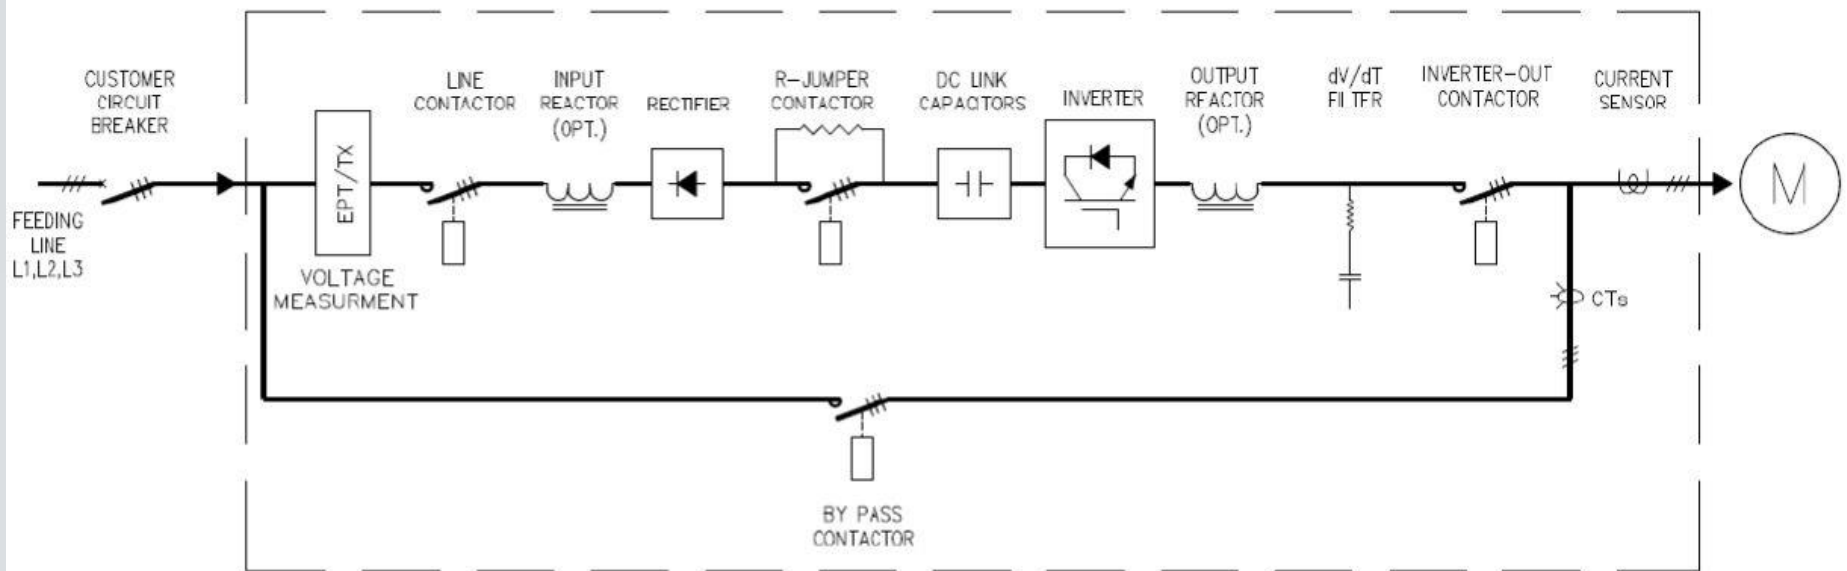 CUSTOMER
CIRCUIT
BREAKER
LINE
CONTACTOR
INPUT
REACTOR
(OPT.)
RECTIFIER
R-JUMPER
CONTACTOR
DC LINK
CAPACITORS
INVERTER
OUTPUT
REACTOR
(OPT.)
dV/dT
FILTER
INVERTER-OUT
CONTACTOR
CURRENT
SENSOR
EPT/TX
M
FEEDING
LINE
L1,L2,L3
VOLTAGE
MEASURMENT
CTs
BY PASS
CONTACTOR